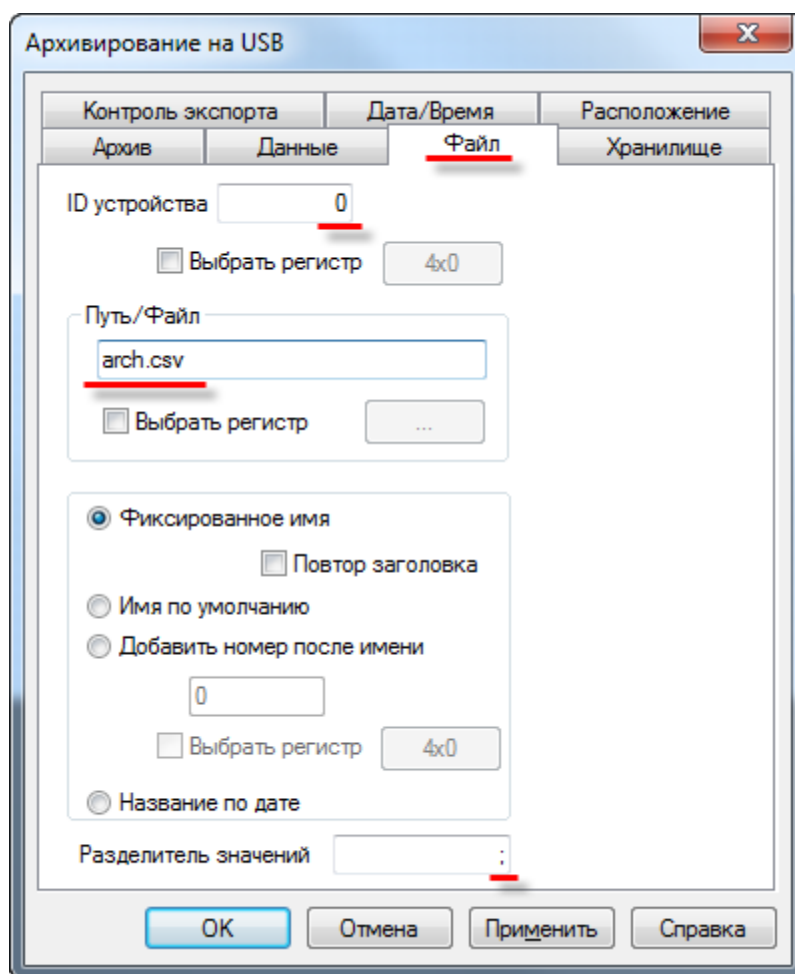 Архивирование на USB
Контроль экспорта Дата/Время Расположение
Архив Данные Файл Хранилище
ID устройства 0
Выбрать регистр 4x0
Путь/Файл
arch.csv
Выбрать регистр ...
Фиксированное имя
Повтор заголовка
Имя по умолчанию
Добавить номер после имени
0
Выбрать регистр 4x0
Название по дате
Разделитель значений ;
OK Отмена Применить Справка